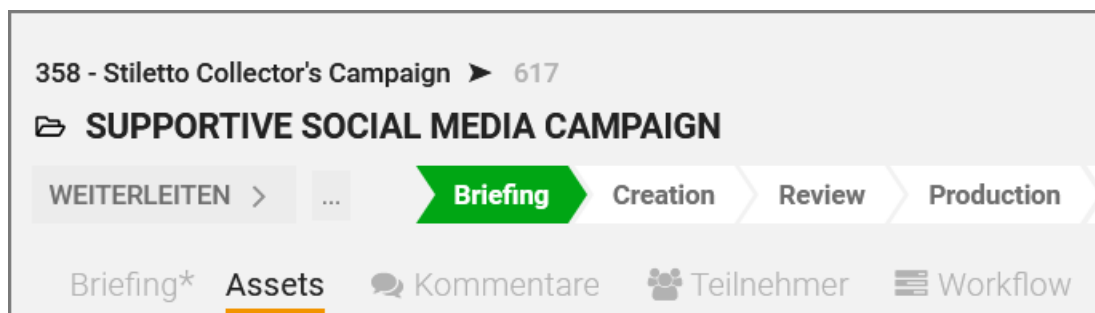 358 - Stiletto Collector's Campaign ➤ 617
SUPPORTIVE SOCIAL MEDIA CAMPAIGN
WEITERLEITEN > ... Briefing Creation Review Production
Briefing* Assets Kommentare Teilnehmer Workflow